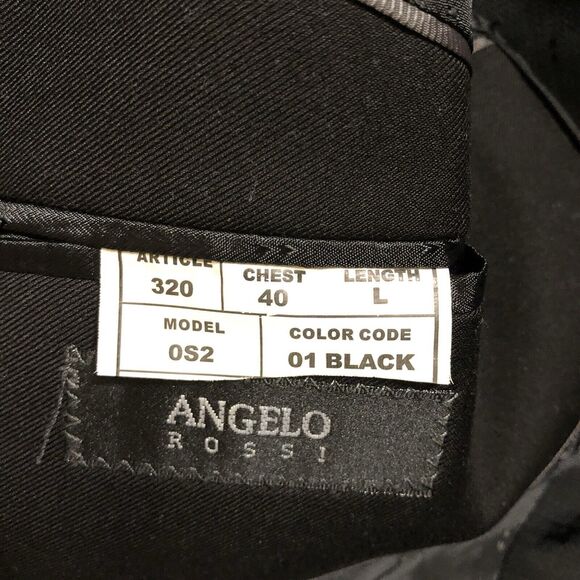 ARTICLE CHEST LENGTH
320 40 L
MODEL COLOR CODE
0S2 01 BLACK
ANGELO
ROSSI